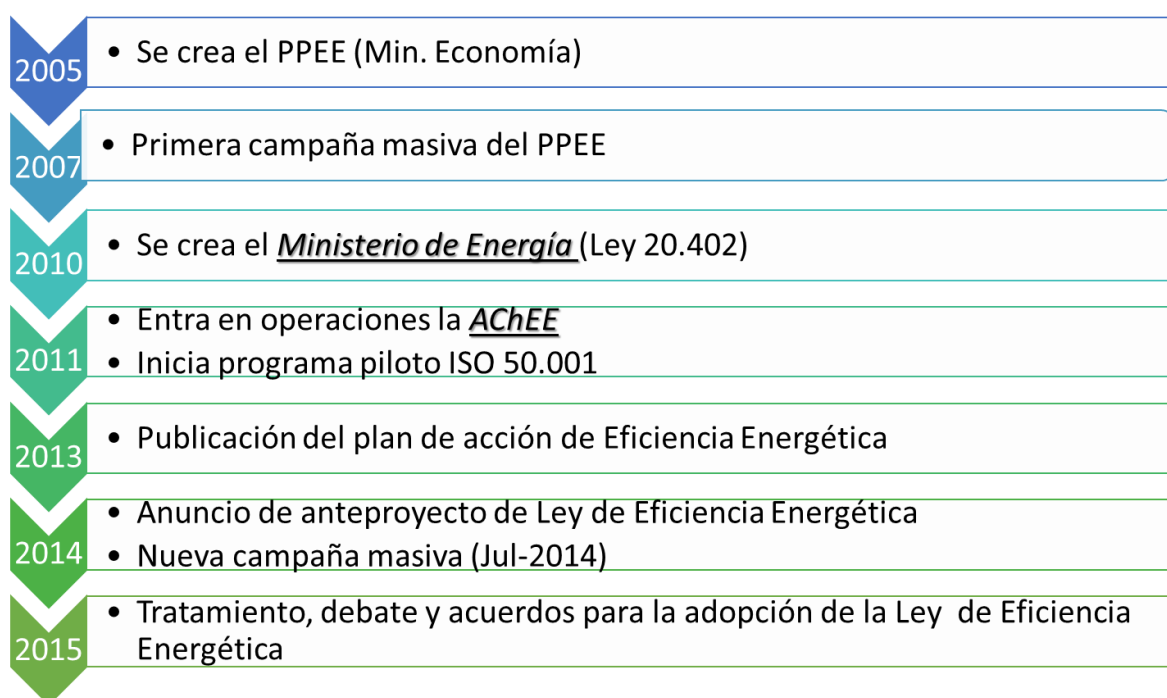 2005
• Se crea el PPEE (Min. Economía)
2007
• Primera campaña masiva del PPEE
2010
• Se crea el Ministerio de Energía (Ley 20.402)
2011
• Entra en operaciones la AChEE
• Inicia programa piloto ISO 50.001
2013
• Publicación del plan de acción de Eficiencia Energética
2014
• Anuncio de anteproyecto de Ley de Eficiencia Energética
• Nueva campaña masiva (Jul-2014)
2015
• Tratamiento, debate y acuerdos para la adopción de la Ley de Eficiencia
Energética